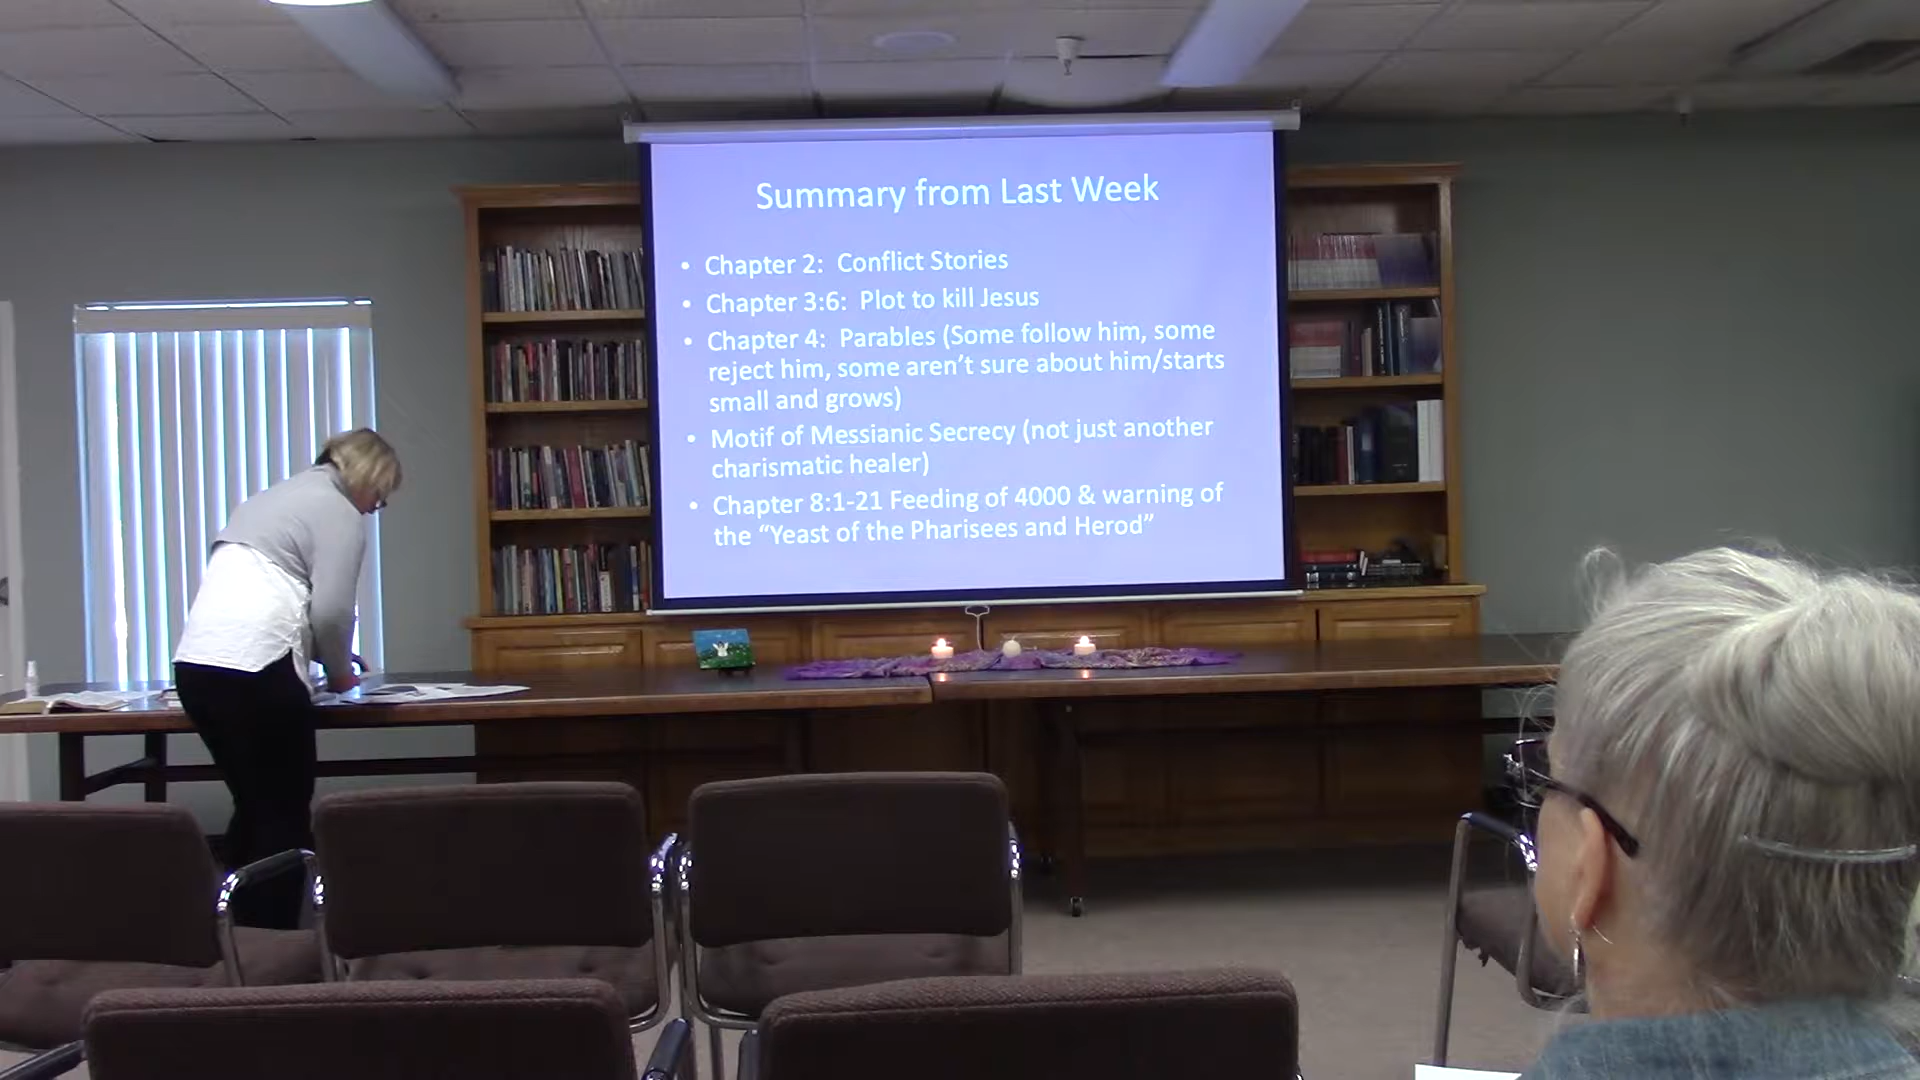 Summary from Last Week
• Chapter 2: Conflict Stories
• Chapter 3:6: Plot to kill Jesus
• Chapter 4: Parables (Some follow him, some
reject him, some aren't sure about him/starts
small and grows)
• Motif of Messianic Secrecy (not just another
charismatic healer)
• Chapter 8:1-21 Feeding of 4000 & warning of
the “Yeast of the Pharisees and Herod”